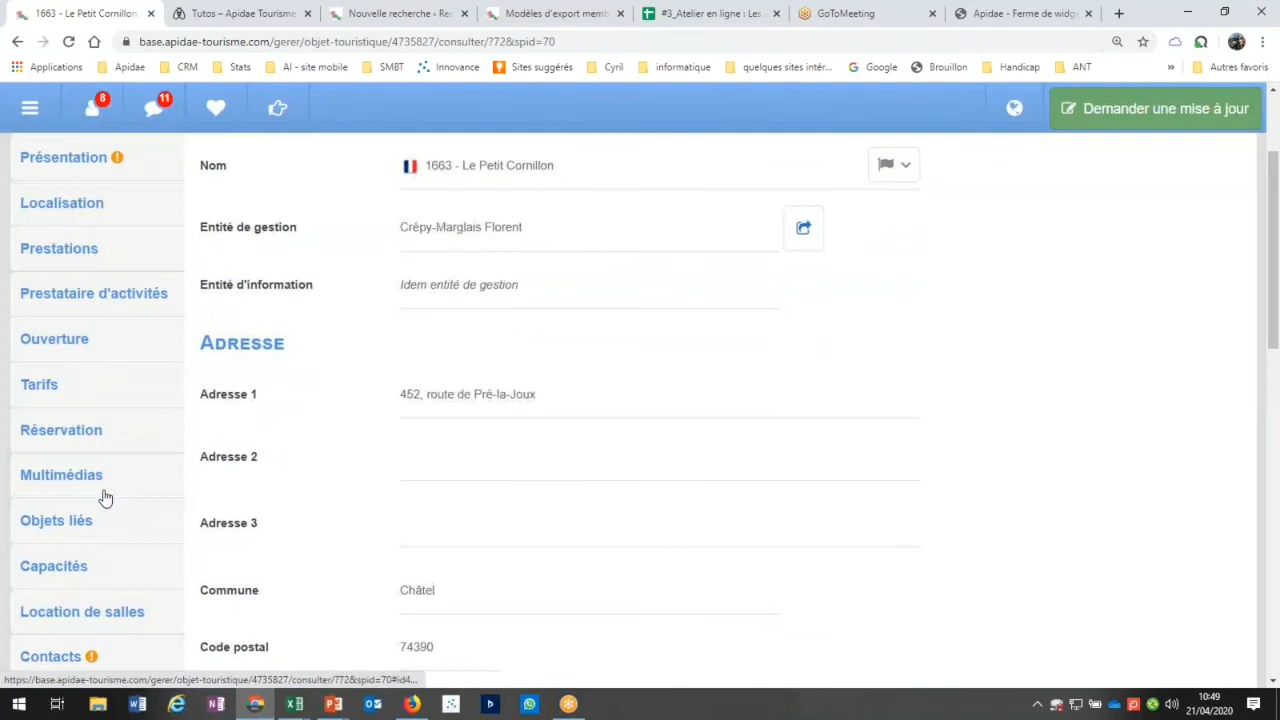 1663 - Le Petit Cornillon
Tutos – Apidae Tourisme
Nouvelle recherche
Modèles d'export memb
#3_Atelier en ligne : Les
GoToMeeting
Apidae - Ferme de widg
base.apidae-tourisme.com/gerer/objet-touristique/4735827/consulter/772&spid=70
Applications
Apidae
CRM
Stats
AI - site mobile
SMBT
Innovance
Sites suggérés
Cyril
informatique
quelques sites intér...
Google
Brouillon
Handicap
ANT
»
Autres favoris
8
11
Demander une mise à jour
Présentation
Localisation
Prestations
Prestataire d'activités
Ouverture
Tarifs
Réservation
Multimédias
Objets liés
Capacités
Location de salles
Contacts
Nom
1663 - Le Petit Cornillon
Entité de gestion
Crépy-Marglais Florent
Entité d'information
Idem entité de gestion
Adresse
Adresse 1
452, route de Pré-la-Joux
Adresse 2
Adresse 3
Commune
Châtel
Code postal
74390
https://base.apidae-tourisme.com/gerer/objet-touristique/4735827/consulter/772&spid=70#id4...
10:49
21/04/2020